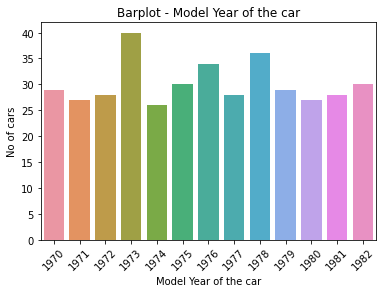 Barplot - Model Year of the car
No of cars
40
35
30
25
20
15
10
5
0
1970 1971 1972 1973 1974 1975 1976 1977 1978 1979 1980 1981 1982
Model Year of the car